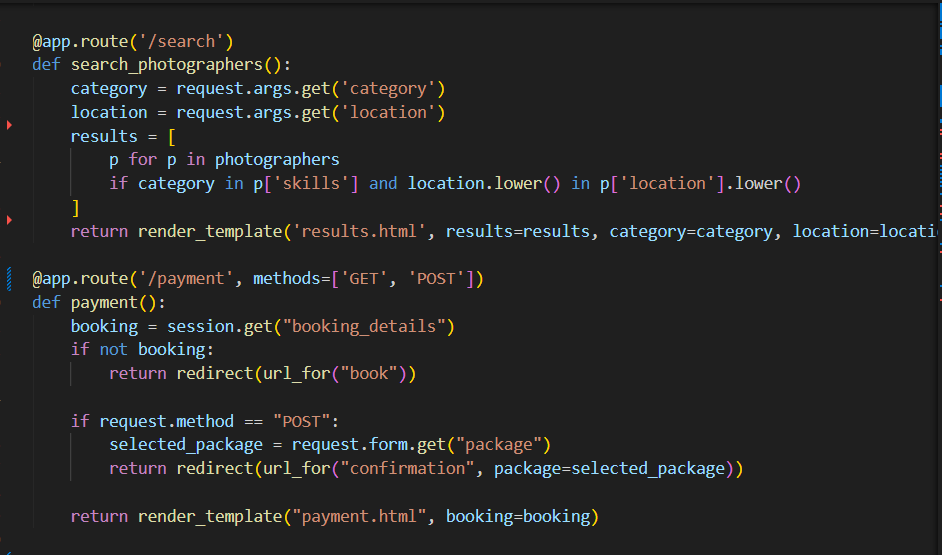 @app.route('/search')
def search_photographers():
    category = request.args.get('category')
    location = request.args.get('location')
    results = [
        p for p in photographers
        if category in p['skills'] and location.lower() in p['location'].lower()
    ]
    return render_template('results.html', results=results, category=category, location=locati
@app.route('/payment', methods=['GET', 'POST'])
def payment():
    booking = session.get("booking_details")
    if not booking:
        return redirect(url_for("book"))
    if request.method == "POST":
        selected_package = request.form.get("package")
        return redirect(url_for("confirmation", package=selected_package))
    return render_template("payment.html", booking=booking)